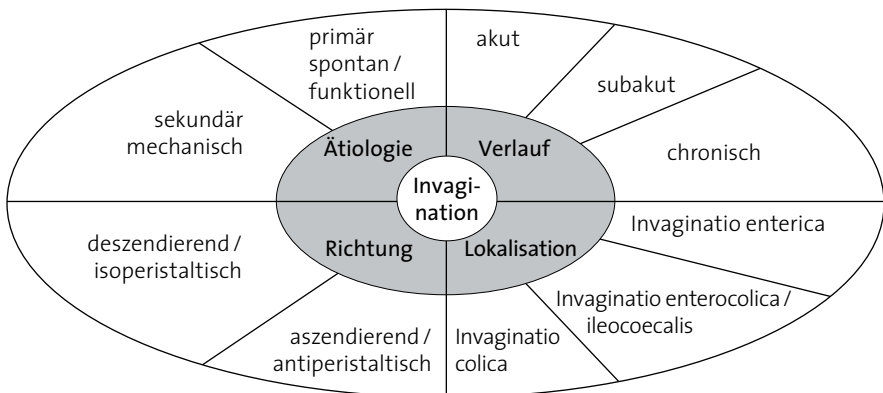 primär
spontan /
funktionell
akut
subakut
sekundär
mechanisch
chronisch
Ätiologie
Verlauf
Invagi-
nation
Richtung
Lokalisation
deszendierend /
isoperistaltisch
Invaginatio enterica
Invaginatio enterocolica /
ileocoecalis
aszendierend /
antiperistaltisch
Invaginatio
colica